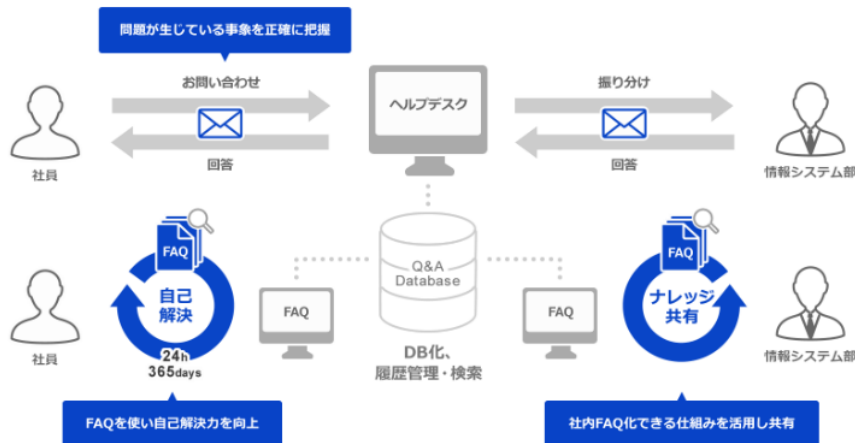 問題が生じている事象を正確に把握
お問い合わせ
ヘルプデスク
振り分け
回答
回答
社員
情報システム部
FAQ
FAQ
自己
解決
Q&A
Database
ナレッジ
共有
FAQ
FAQ
24h
365days
社員
DB化、
履歴管理・検索
情報システム部
FAQを使い自己解決力を向上
社内FAQ化できる仕組みを活用し共有